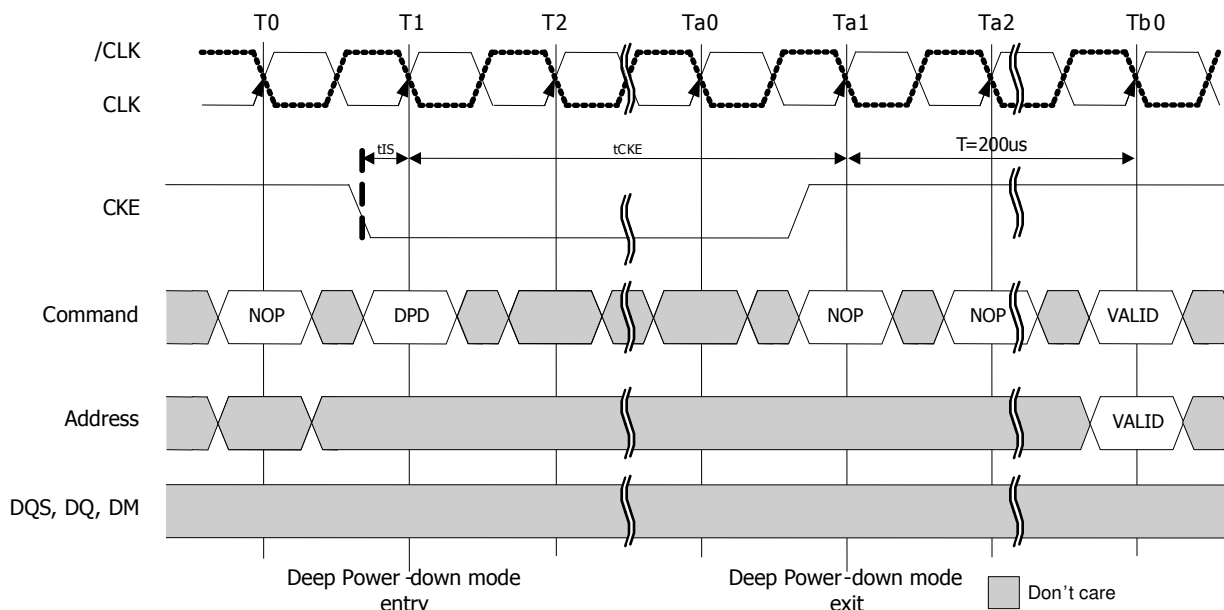 T0 T1 T2 Ta0 Ta1 Ta2 Tb0
/CLK
CLK
tIS tCKE T=200us
CKE
Command NOP DPD NOP NOP VALID
Address VALID
DQS, DQ, DM
Deep Power-down mode entry
Deep Power-down mode exit
Don't care